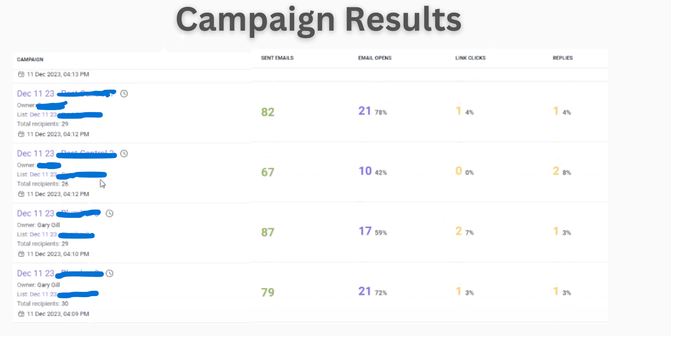 Campaign Results
CAMPAIGN SENT EMAILS EMAIL OPENS LINK CLICKS REPLIES
11 Dec 2023, 04:13 PM
Dec 11 23
Owner:
List: Dec 11 23
Total recipients: 29
82 21 78% 1 4% 1 4%
11 Dec 2023, 04:12 PM
Dec 11 23
Owner:
List: Dec 11 23
Total recipients: 26
67 10 42% 0 0% 2 8%
11 Dec 2023, 04:12 PM
Dec 11 23
Owner: Gary Gill
List: Dec 11 23
Total recipients: 29
87 17 59% 2 7% 1 3%
11 Dec 2023, 04:10 PM
Dec 11 23
Owner: Gary Gill
List: Dec 11 23
Total recipients: 30
79 21 72% 1 3% 1 3%
11 Dec 2023, 04:09 PM